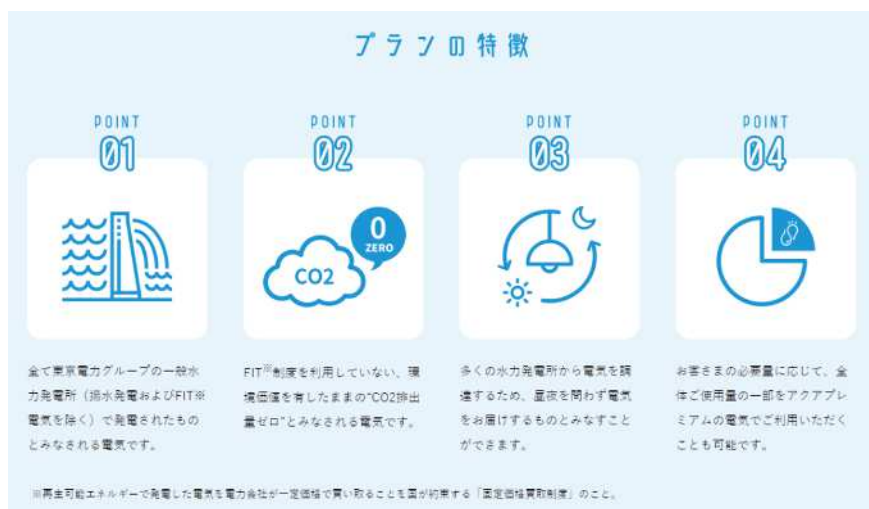 プランの特徴
POINT
01
POINT
02
POINT
03
POINT
04
0
ZERO
CO2
全て東京電力グループの一般水
力発電所（揚水発電およびFIT※
電気を除く）で発電されたもの
とみなされる電気です。
FIT※制度を利用していない、環
境価値を有したままの“CO2排出
量ゼロ”とみなされる電気です。
多くの水力発電所から電気を調
達するため、昼夜を問わず電気
をお届けするものとみなすこと
ができます。
お客さまの必要量に応じて、全
体ご使用量の一部をアクアプレ
ミアムの電気でご利用いただく
ことも可能です。
※再生可能エネルギーで発電した電気を電力会社が一定価格で買い取ることを国が約束する「固定価格買取制度」のこと。